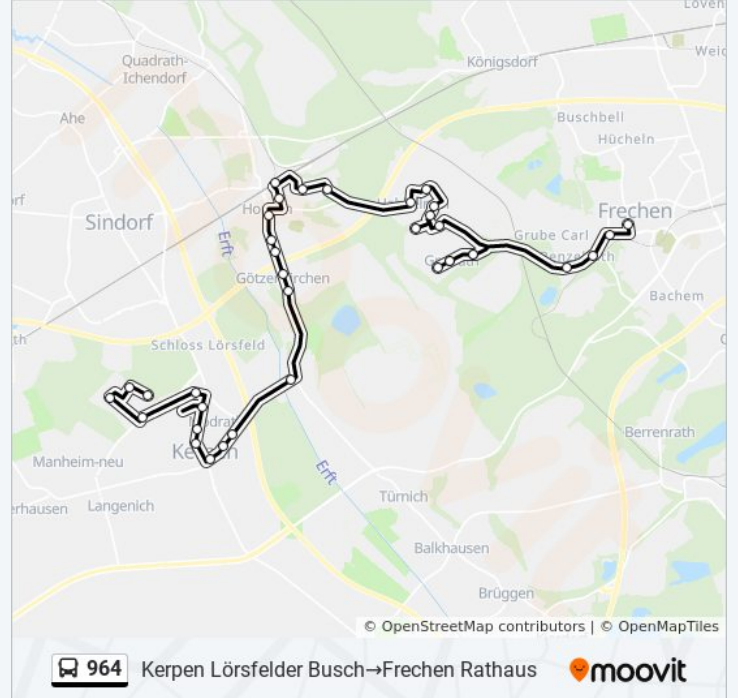 Löven
Quadrath-
Ichendorf
Königsdorf
Weid
Ahe
Buschbell
Hücheln
orf
Sindorf
Frechen
Erft
Grube Carl
Götzenkirchen
Bachem
th
Schloss Lörsfeld
Berrenrath
Manheim-neu
Erft
Türnich
erhausen
Langenich
Balkhausen
Brüggen
© OpenStreetMap contributors | © OpenMapTiles
964 Kerpen Lörsfelder Busch→Frechen Rathaus
moovit